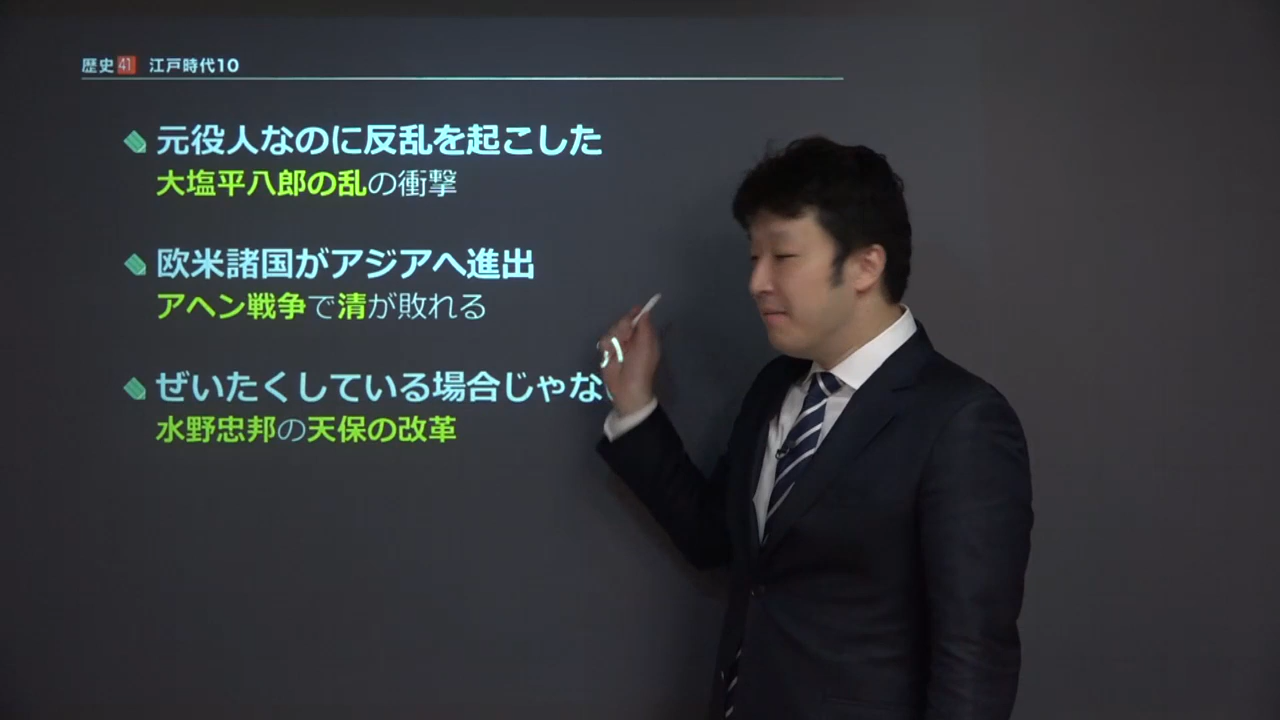 歴史41 江戸時代10
元役人なのに反乱を起こした
大塩平八郎の乱の衝撃
欧米諸国がアジアへ進出
アヘン戦争で清が敗れる
ぜいたくしている場合じゃない
水野忠邦の天保の改革